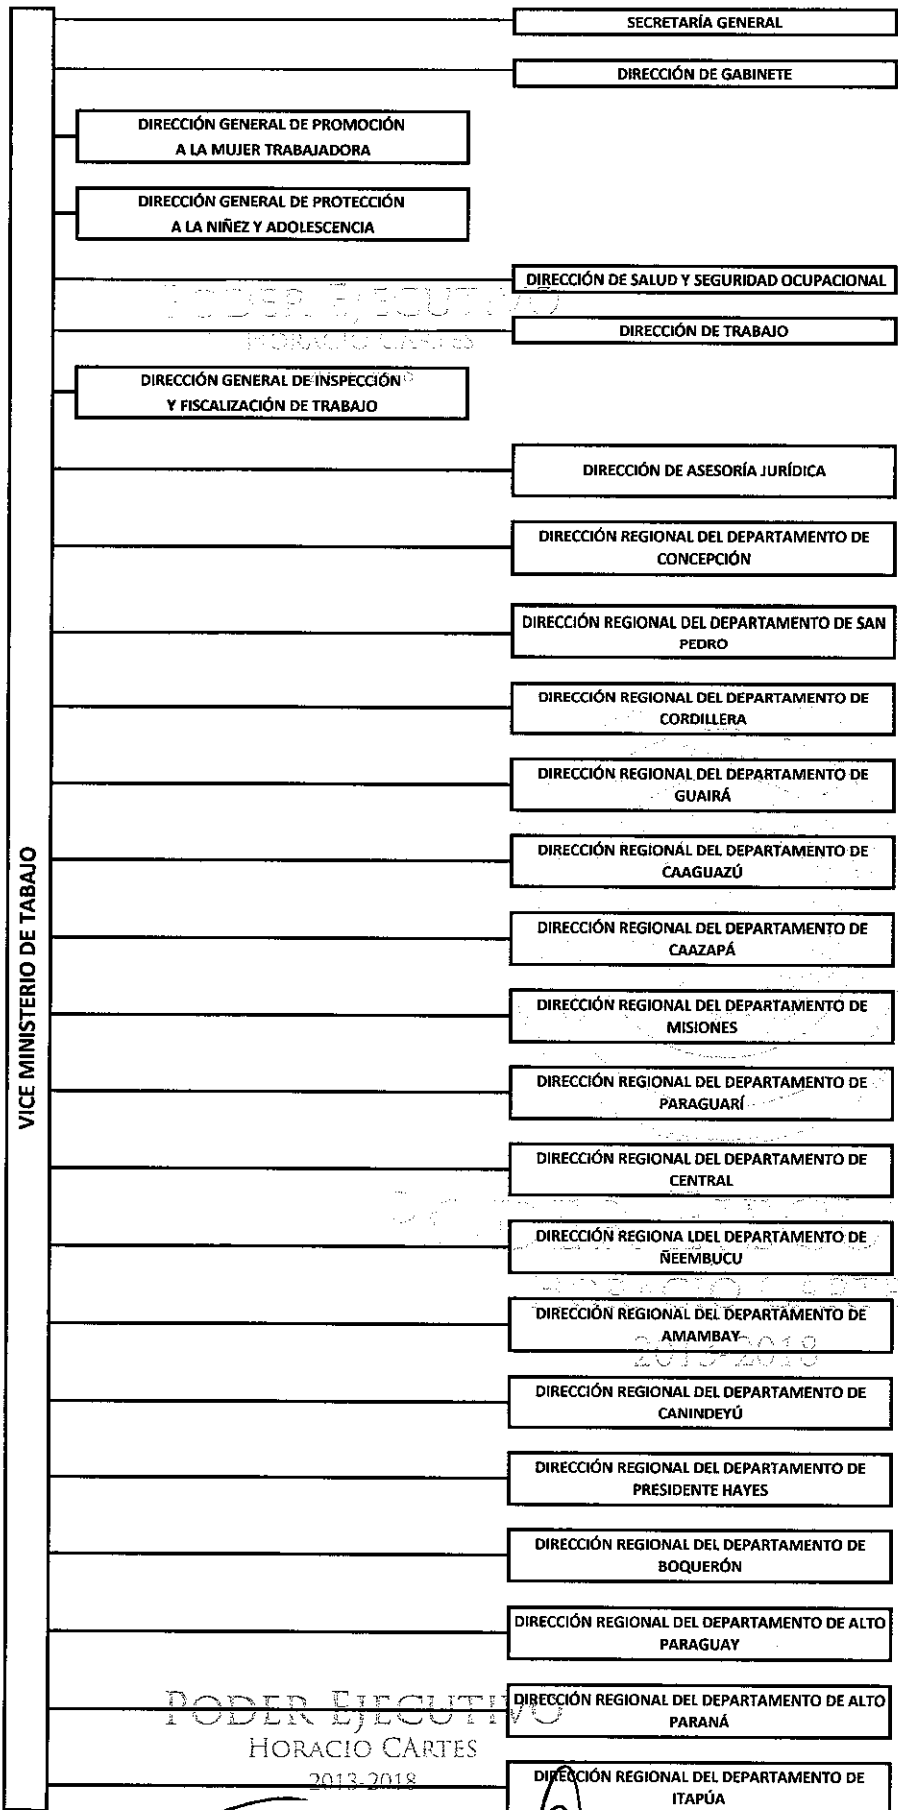 SECRETARÍA GENERAL
DIRECCIÓN DE GABINETE
DIRECCIÓN GENERAL DE PROMOCIÓN
A LA MUJER TRABAJADORA
DIRECCIÓN GENERAL DE PROTECCIÓN
A LA NIÑEZ Y ADOLESCENCIA
DIRECCIÓN DE SALUD Y SEGURIDAD OCUPACIONAL
PODER EJECUTIVO
DIRECCIÓN DE TRABAJO
HORACIO CARTES
DIRECCIÓN GENERAL DE INSPECCIÓN
Y FISCALIZACIÓN DE TRABAJO
DIRECCIÓN DE ASESORÍA JURÍDICA
DIRECCIÓN REGIONAL DEL DEPARTAMENTO DE
CONCEPCIÓN
DIRECCIÓN REGIONAL DEL DEPARTAMENTO DE SAN
PEDRO
DIRECCIÓN REGIONAL DEL DEPARTAMENTO DE
CORDILLERA
DIRECCIÓN REGIONAL DEL DEPARTAMENTO DE
GUAIRÁ
DIRECCIÓN REGIONAL DEL DEPARTAMENTO DE
CAAGUAZÚ
VICE MINISTERIO DE TABAJO
DIRECCIÓN REGIONAL DEL DEPARTAMENTO DE
CAAZAPÁ
DIRECCIÓN REGIONAL DEL DEPARTAMENTO DE
MISIONES
DIRECCIÓN REGIONAL DEL DEPARTAMENTO DE
PARAGUARÍ
DIRECCIÓN REGIONAL DEL DEPARTAMENTO DE
CENTRAL
DIRECCIÓN REGIONA LDEL DEPARTAMENTO DE
ÑEEMBUCU
DIRECCIÓN REGIONAL DEL DEPARTAMENTO DE
AMAMBAY
2013-2018
DIRECCIÓN REGIONAL DEL DEPARTAMENTO DE
CANINDEYÚ
DIRECCIÓN REGIONAL DEL DEPARTAMENTO DE
PRESIDENTE HAYES
DIRECCIÓN REGIONAL DEL DEPARTAMENTO DE
BOQUERÓN
DIRECCIÓN REGIONAL DEL DEPARTAMENTO DE ALTO
PARAGUAY
PODER EJECUTIVO
DIRECCIÓN REGIONAL DEL DEPARTAMENTO DE ALTO
PARANÁ
HORACIO CARTES
2013-2018
DIRECCIÓN REGIONAL DEL DEPARTAMENTO DE
ITAPÚA